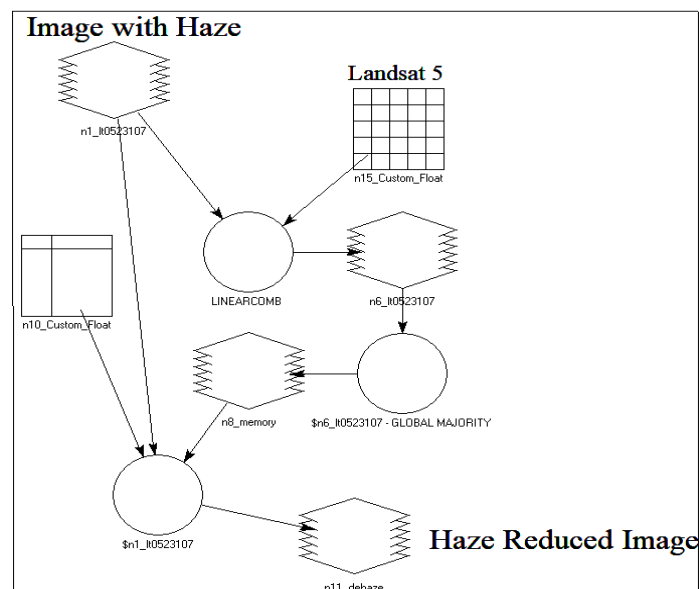 Image with Haze
Landsat 5
n1_lt0523107
n15_Custom_Float
LINEARCOMB
n6_lt0523107
n10_Custom_Float
n8_memory
$n6_lt0523107 - GLOBAL MAJORITY
$n1_lt0523107
Haze Reduced Image
n11_dehaze